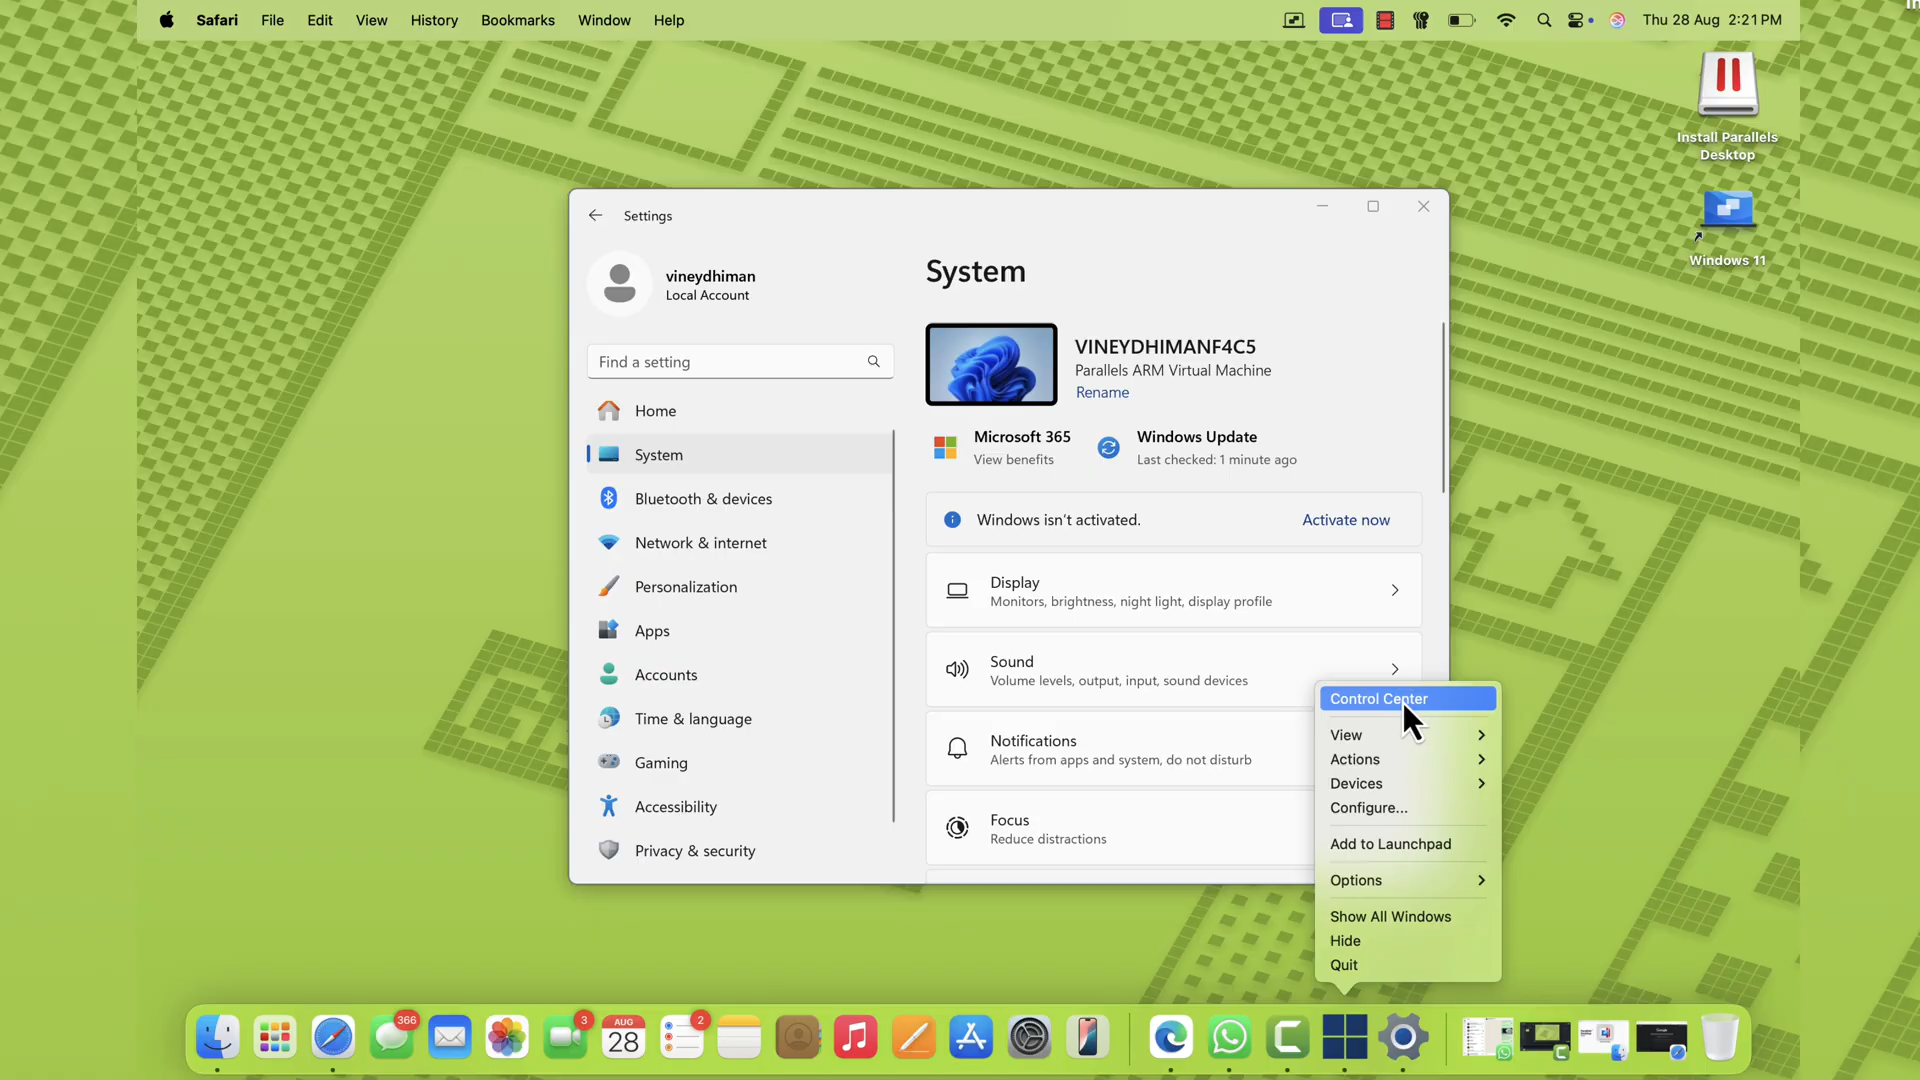 Safari File Edit View History Bookmarks Window Help
Thu 28 Aug 2:21 PM
In
Install Parallels
Desktop
Windows 11
Settings
vineydhiman
Local Account
Find a setting
Home
System
Bluetooth & devices
Network & internet
Personalization
Apps
Accounts
Time & language
Gaming
Accessibility
Privacy & security
System
VINEYDHIMANF4C5
Parallels ARM Virtual Machine
Rename
Microsoft 365
View benefits
Windows Update
Last checked: 1 minute ago
Windows isn't activated.
Activate now
Display
Monitors, brightness, night light, display profile
Sound
Volume levels, output, input, sound devices
Notifications
Alerts from apps and system, do not disturb
Focus
Reduce distractions
Control Center
View
Actions
Devices
Configure...
Add to Launchpad
Options
Show All Windows
Hide
Quit
366
3
AUG
28
2